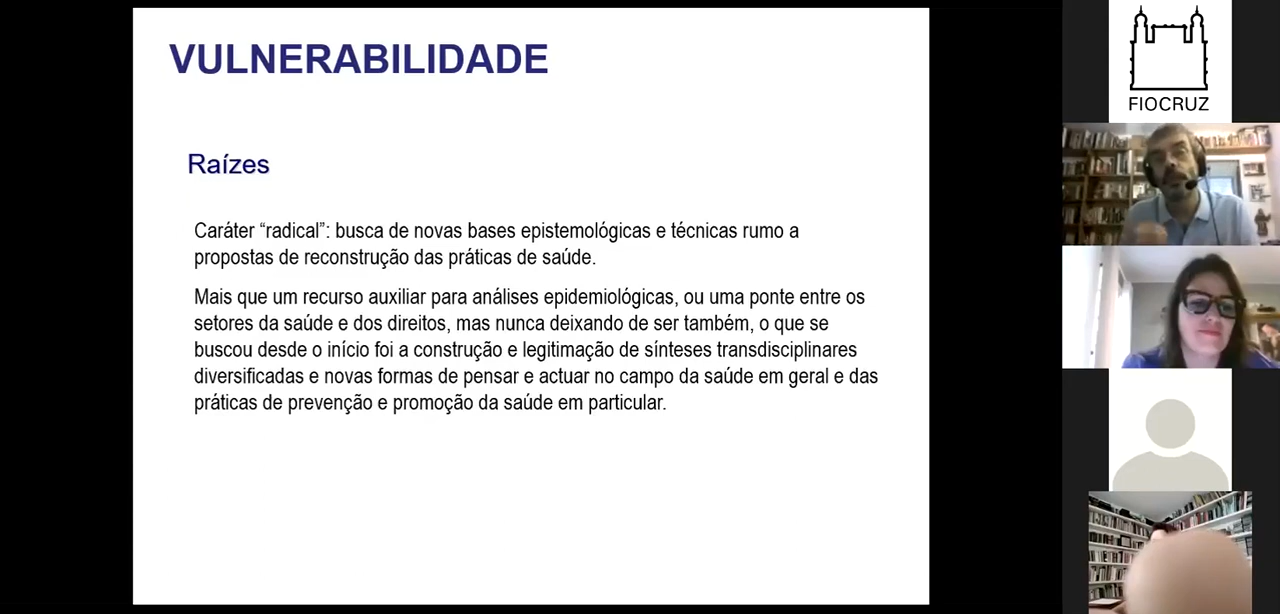 VULNERABILIDADE
Raízes
Caráter “radical”: busca de novas bases epistemológicas e técnicas rumo a
propostas de reconstrução das práticas de saúde.
Mais que um recurso auxiliar para análises epidemiológicas, ou uma ponte entre os
setores da saúde e dos direitos, mas nunca deixando de ser também, o que se
buscou desde o início foi a construção e legitimação de sínteses transdisciplinares
diversificadas e novas formas de pensar e actuar no campo da saúde em geral e das
práticas de prevenção e promoção da saúde em particular.
FIOCRUZ